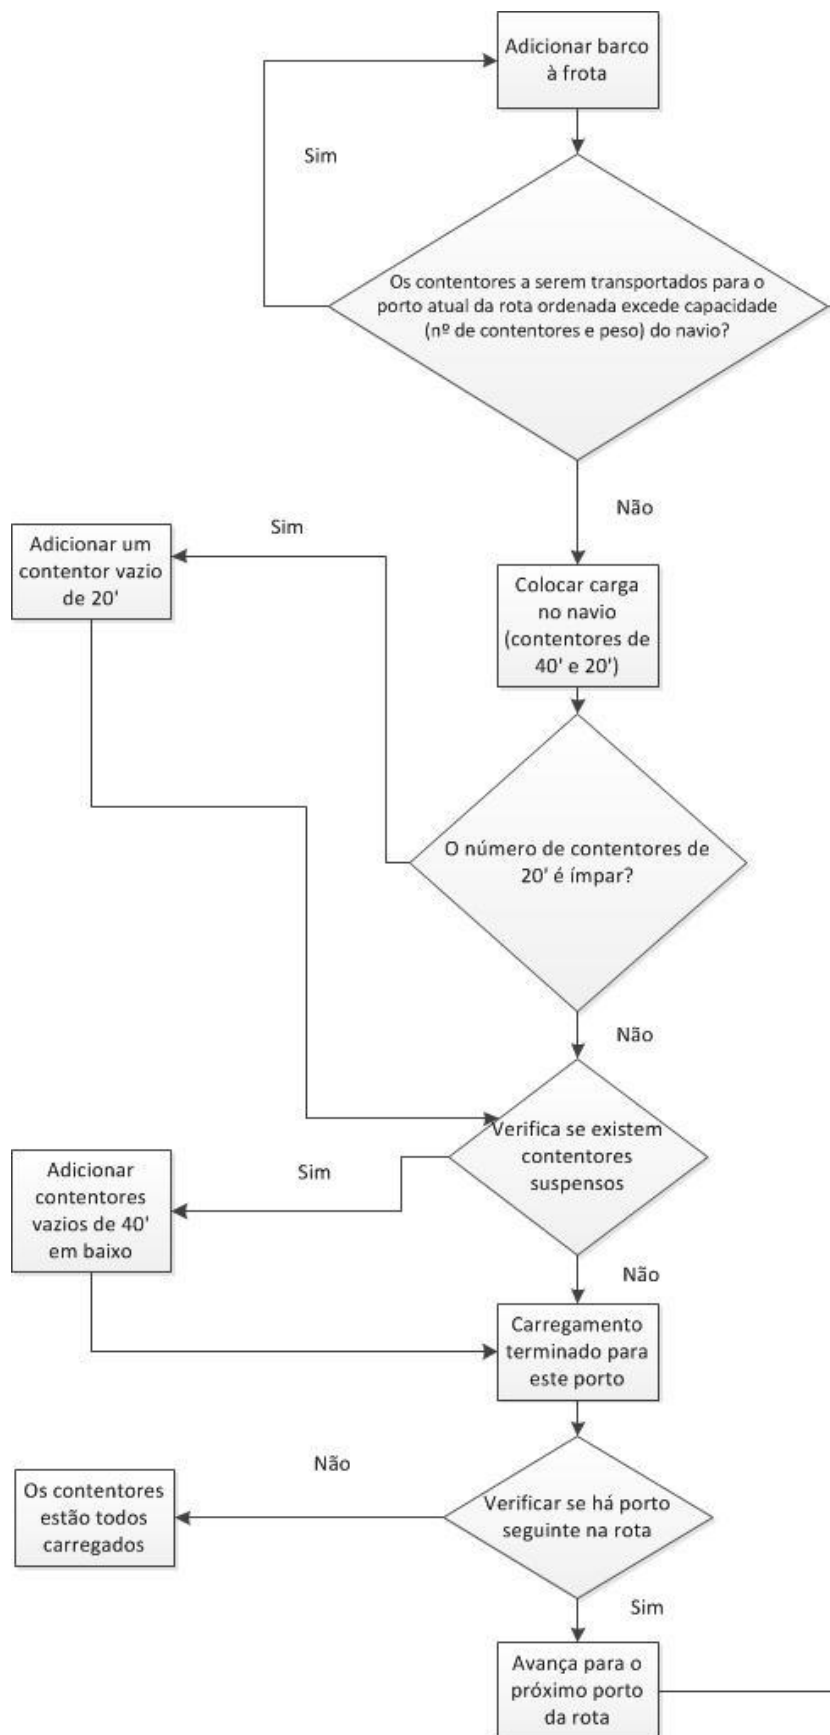 Adicionar barco
à frota
Sim
Os contentores a serem transportados para o
porto atual da rota ordenada excede capacidade
(nº de contentores e peso) do navio?
Não
Sim
Adicionar um
contentor vazio
de 20'
Colocar carga
no navio
(contentores de
40' e 20')
O número de contentores de
20' é ímpar?
Não
Verifica se existem
contentores
suspensos
Sim
Adicionar
contentores
vazios de 40'
em baixo
Não
Carregamento
terminado para
este porto
Não
Os contentores
estão todos
carregados
Verificar se há porto
seguinte na rota
Sim
Avança para o
próximo porto
da rota